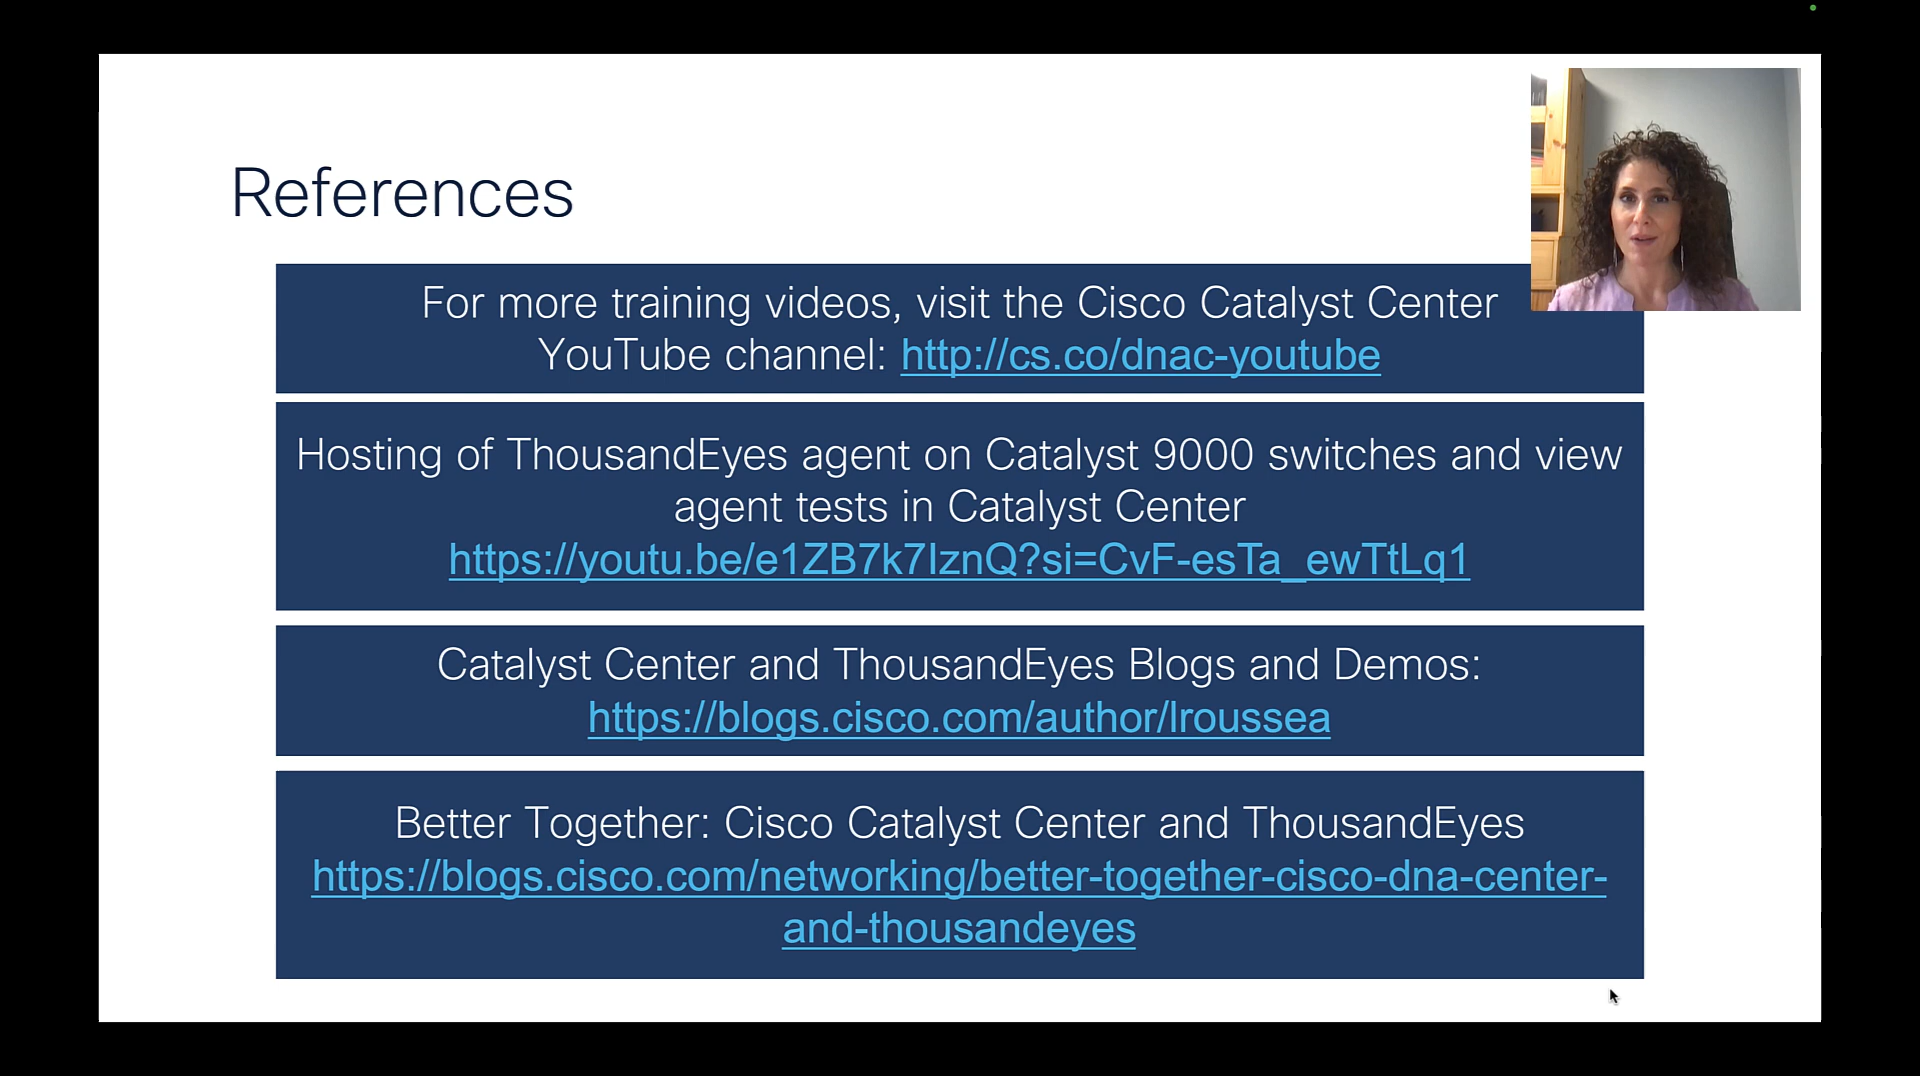 References
For more training videos, visit the Cisco Catalyst Center
YouTube channel: http://cs.co/dnac-youtube
Hosting of ThousandEyes agent on Catalyst 9000 switches and view
agent tests in Catalyst Center
https://youtu.be/e1ZB7k7IznQ?si=CvF-esTa_ewTtLq1
Catalyst Center and ThousandEyes Blogs and Demos:
https://blogs.cisco.com/author/lroussea
Better Together: Cisco Catalyst Center and ThousandEyes
https://blogs.cisco.com/networking/better-together-cisco-dna-center-
and-thousandeyes